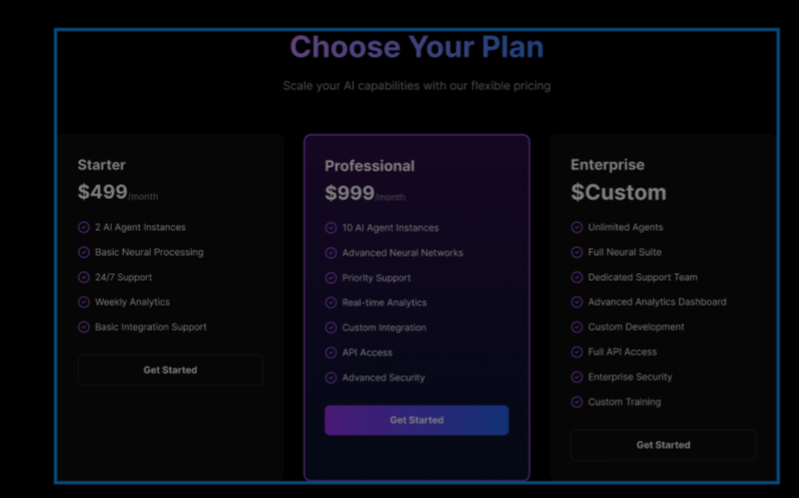 Choose Your Plan
Scale your AI capabilities with our flexible pricing
Starter
$499/month
2 AI Agent Instances
Basic Neural Processing
24/7 Support
Weekly Analytics
Basic Integration Support
Get Started
Professional
$999/month
10 AI Agent Instances
Advanced Neural Networks
Priority Support
Real-time Analytics
Custom Integration
API Access
Advanced Security
Get Started
Enterprise
$Custom
Unlimited Agents
Full Neural Suite
Dedicated Support Team
Advanced Analytics Dashboard
Custom Development
Full API Access
Enterprise Security
Custom Training
Get Started